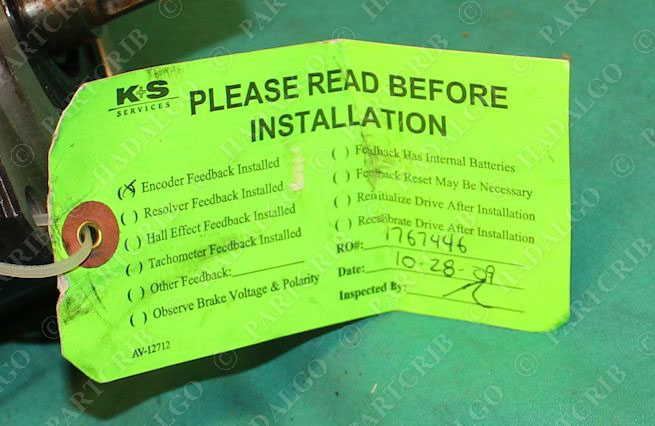 K+S
SERVICES
PLEASE READ BEFORE
INSTALLATION
(X) Encoder Feedback Installed
( ) Resolver Feedback Installed
( ) Hall Effect Feedback Installed
( ) Tachometer Feedback Installed
( ) Other Feedback:
( ) Observe Brake Voltage & Polarity
AV-12712
( ) Feedback Has Internal Batteries
( ) Feedback Reset May Be Necessary
( ) Reinitialize Drive After Installation
( ) Recalibrate Drive After Installation
RO#: 1767446
Date: 10-28-09
Inspected By:
PARTCRIB
HADALGO